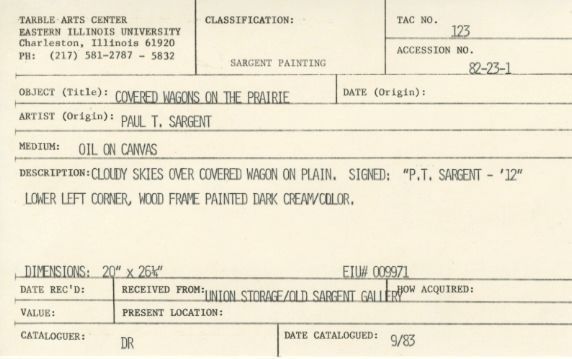 TARBLE ARTS CENTER
EASTERN ILLINOIS UNIVERSITY
Charleston, Illinois 61920
PH: (217) 581-2787 - 5832
CLASSIFICATION:
SARGENT PAINTING
TAC NO.
123
ACCESSION NO.
82-23-1
OBJECT (Title): COVERED WAGONS ON THE PRAIRIE
DATE (Origin):
ARTIST (Origin): PAUL T. SARGENT
MEDIUM: OIL ON CANVAS
DESCRIPTION: CLOUDY SKIES OVER COVERED WAGON ON PLAIN. SIGNED: "P.T. SARGENT - '12"
LOWER LEFT CORNER, WOOD FRAME PAINTED DARK CREAM/COLOR.
DIMENSIONS: 20" x 26¾" EIU# 009971
DATE REC'D:
RECEIVED FROM: UNION STORAGE/OLD SARGENT GALLERY
HOW ACQUIRED:
VALUE:
PRESENT LOCATION:
CATALOGUER: DR
DATE CATALOGUED: 9/83